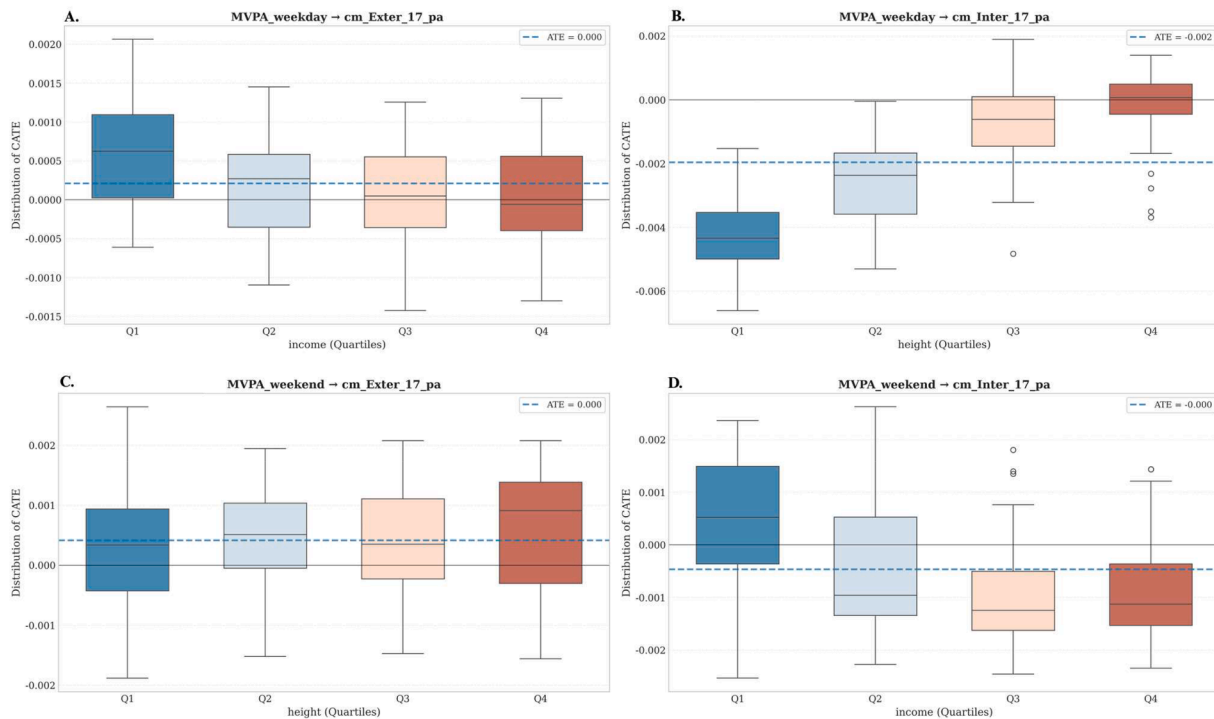 A.
MVPA_weekday → cm_Exter_17_pa
ATE = 0.000
0.0020
0.0015
0.0010
0.0005
0.0000
-0.0005
-0.0010
-0.0015
Distribution of CATE
Q1 Q2 Q3 Q4
income (Quartiles)
B.
MVPA_weekday → cm_Inter_17_pa
ATE = -0.002
0.002
0.000
-0.002
-0.004
-0.006
Distribution of CATE
Q1 Q2 Q3 Q4
height (Quartiles)
C.
MVPA_weekend → cm_Exter_17_pa
ATE = 0.000
0.002
0.001
0.000
-0.001
-0.002
Distribution of CATE
Q1 Q2 Q3 Q4
height (Quartiles)
D.
MVPA_weekend → cm_Inter_17_pa
ATE = -0.000
0.002
0.001
0.000
-0.001
-0.002
Distribution of CATE
Q1 Q2 Q3 Q4
income (Quartiles)